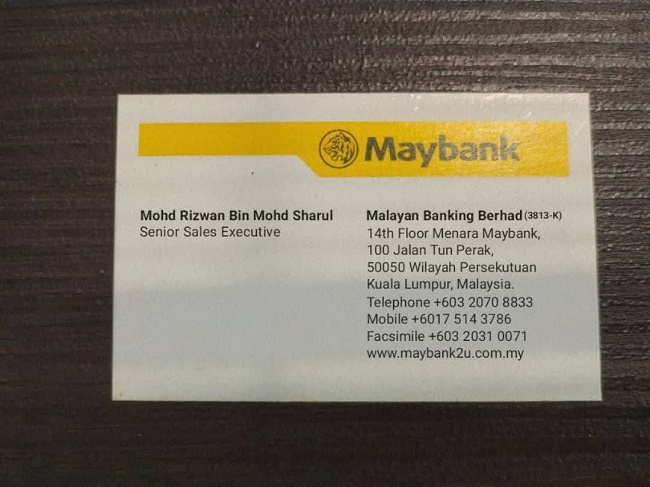 Maybank
Mohd Rizwan Bin Mohd Sharul
Senior Sales Executive
Malayan Banking Berhad (3813-K)
14th Floor Menara Maybank,
100 Jalan Tun Perak,
50050 Wilayah Persekutuan
Kuala Lumpur, Malaysia.
Telephone +603 2070 8833
Mobile +6017 514 3786
Facsimile +603 2031 0071
www.maybank2u.com.my